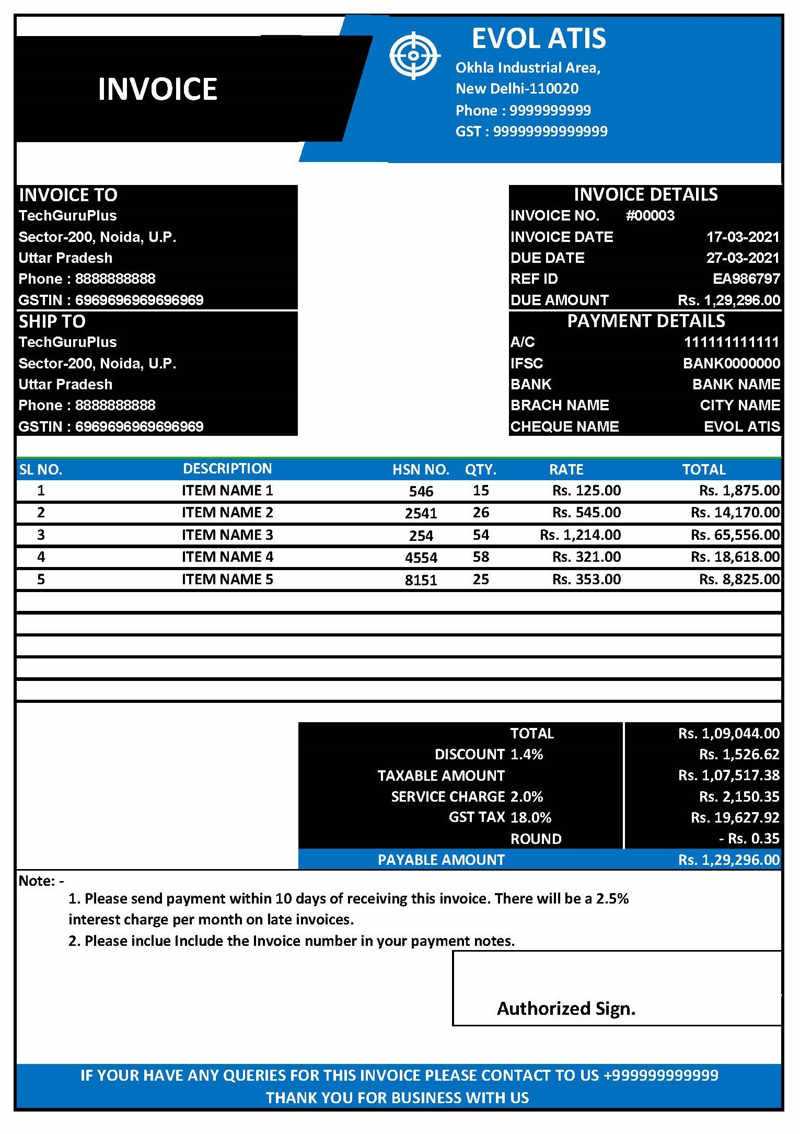 INVOICE
EVOL ATIS
Okhla Industrial Area,
New Delhi-110020
Phone : 9999999999
GST : 99999999999999
INVOICE TO
TechGuruPlus
Sector-200, Noida, U.P.
Uttar Pradesh
Phone : 8888888888
GSTIN : 6969696969696969
INVOICE DETAILS
INVOICE NO. #00003
INVOICE DATE 17-03-2021
DUE DATE 27-03-2021
REF ID EA986797
DUE AMOUNT Rs. 1,29,296.00
SHIP TO
TechGuruPlus
Sector-200, Noida, U.P.
Uttar Pradesh
Phone : 8888888888
GSTIN : 6969696969696969
PAYMENT DETAILS
A/C 111111111111
IFSC BANK0000000
BANK BANK NAME
BRACH NAME CITY NAME
CHEQUE NAME EVOL ATIS
SL NO. DESCRIPTION HSN NO. QTY. RATE TOTAL
1 ITEM NAME 1 546 15 Rs. 125.00 Rs. 1,875.00
2 ITEM NAME 2 2541 26 Rs. 545.00 Rs. 14,170.00
3 ITEM NAME 3 254 54 Rs. 1,214.00 Rs. 65,556.00
4 ITEM NAME 4 4554 58 Rs. 321.00 Rs. 18,618.00
5 ITEM NAME 5 8151 25 Rs. 353.00 Rs. 8,825.00
TOTAL Rs. 1,09,044.00
DISCOUNT 1.4% Rs. 1,526.62
TAXABLE AMOUNT Rs. 1,07,517.38
SERVICE CHARGE 2.0% Rs. 2,150.35
GST TAX 18.0% Rs. 19,627.92
ROUND - Rs. 0.35
PAYABLE AMOUNT Rs. 1,29,296.00
Note: -
1. Please send payment within 10 days of receiving this invoice. There will be a 2.5%
interest charge per month on late invoices.
2. Please inclue Include the Invoice number in your payment notes.
Authorized Sign.
IF YOUR HAVE ANY QUERIES FOR THIS INVOICE PLEASE CONTACT TO US +999999999999
THANK YOU FOR BUSINESS WITH US